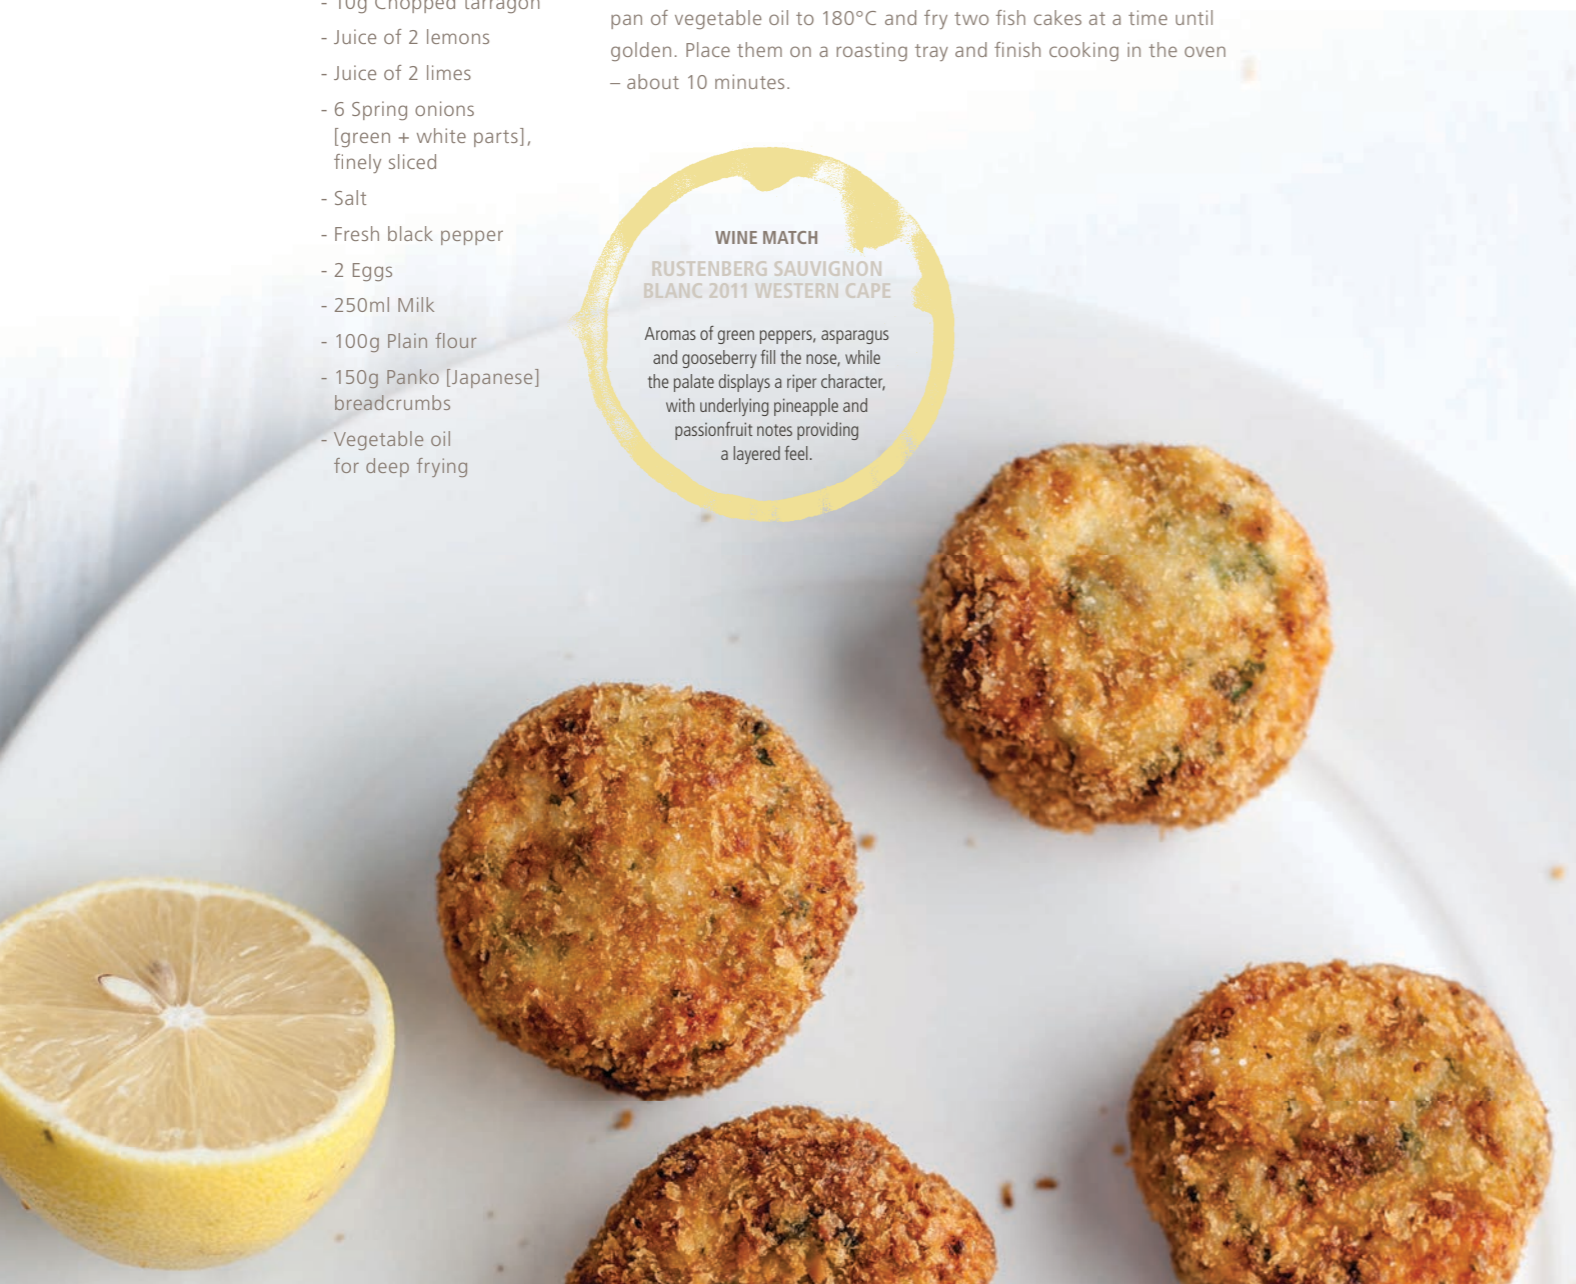 - 10g Chopped tarragon
- Juice of 2 lemons
- Juice of 2 limes
- 6 Spring onions
[green + white parts],
finely sliced
- Salt
- Fresh black pepper
- 2 Eggs
- 250ml Milk
- 100g Plain flour
- 150g Panko [Japanese]
breadcrumbs
- Vegetable oil
for deep frying
pan of vegetable oil to 180°C and fry two fish cakes at a time until
golden. Place them on a roasting tray and finish cooking in the oven
– about 10 minutes.
WINE MATCH
RUSTENBERG SAUVIGNON
BLANC 2011 WESTERN CAPE
Aromas of green peppers, asparagus
and gooseberry fill the nose, while
the palate displays a riper character,
with underlying pineapple and
passionfruit notes providing
a layered feel.